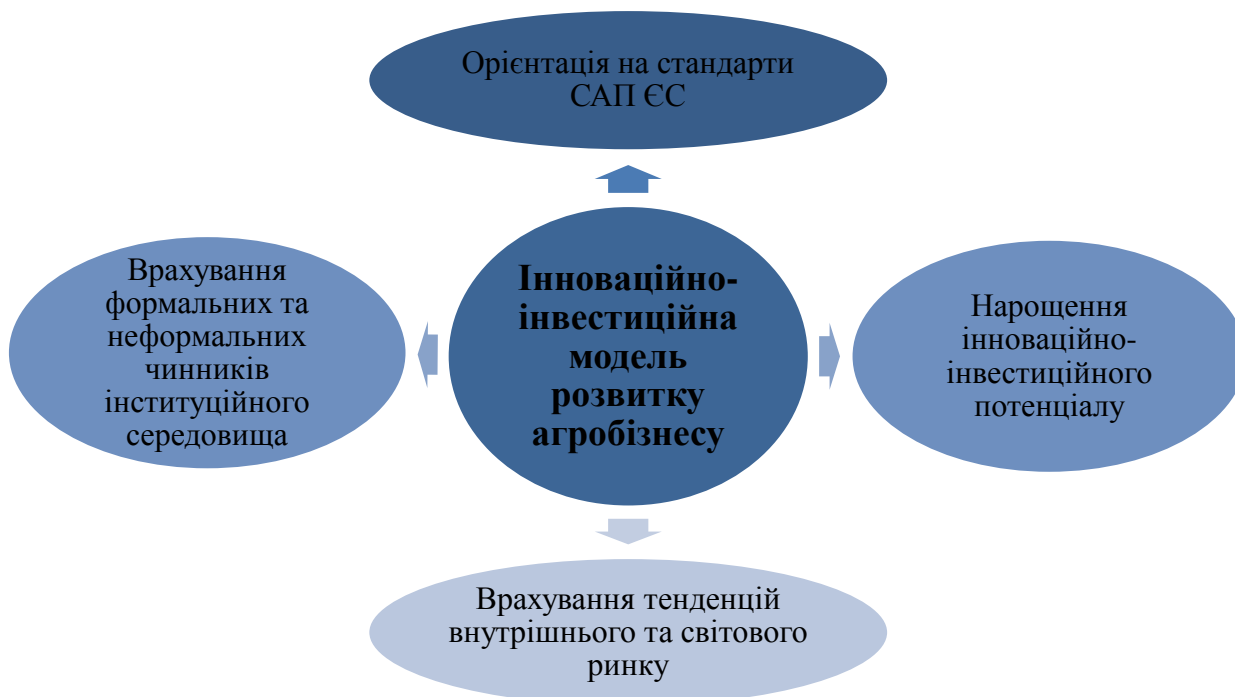 Орієнтація на стандарти
САП ЄС
Врахування
формальних та
неформальних
чинників
інституційного
середовища
Інноваційно-
інвестиційна
модель
розвитку
агробізнесу
Нарощення
інноваційно-
інвестиційного
потенціалу
Врахування тенденцій
внутрішнього та світового
ринку